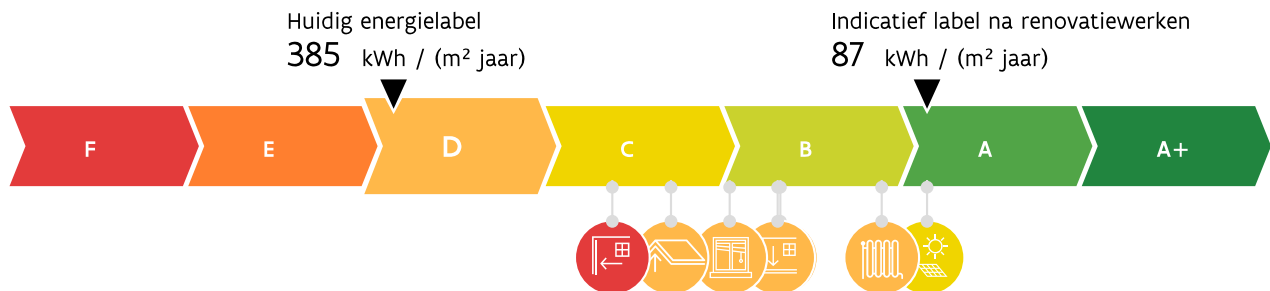 Huidig energielabel
385 kWh / (m² jaar)
Indicatief label na renovatiewerken
87 kWh / (m² jaar)
F
E
D
C
B
A
A+